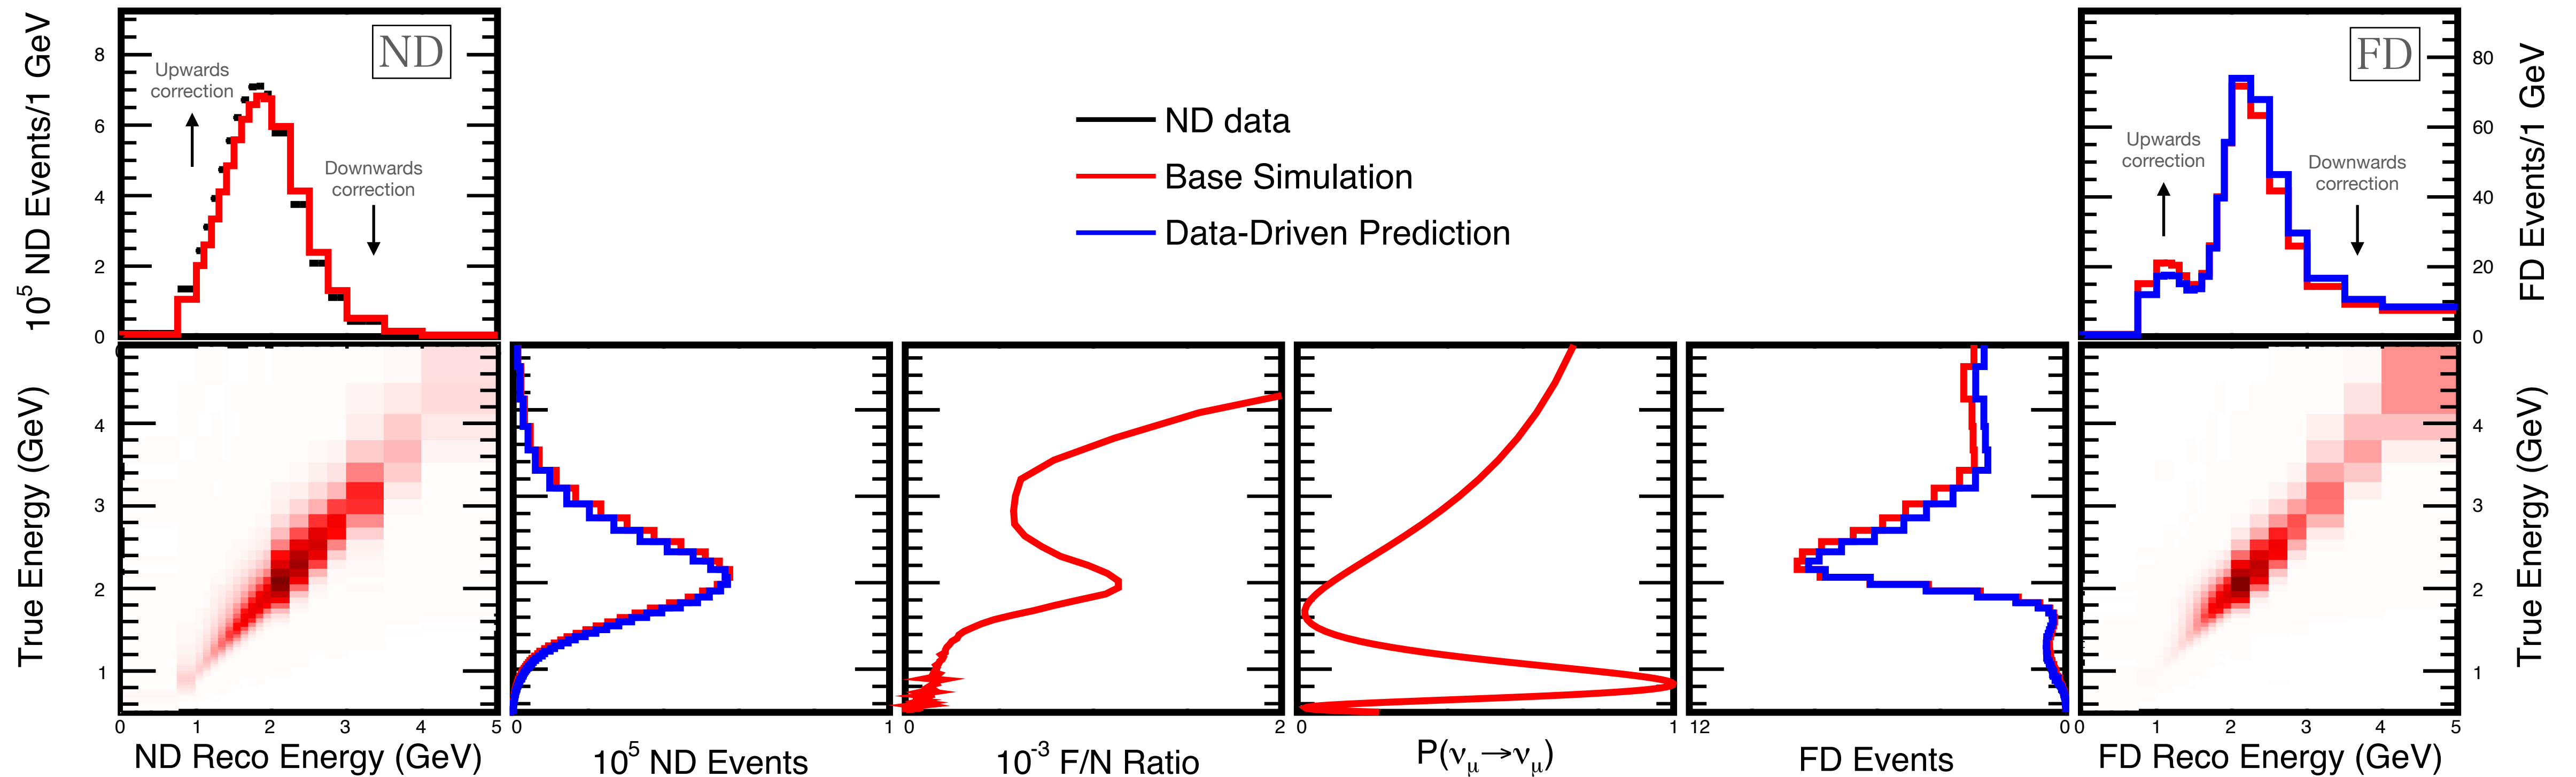 10⁵ ND Events/1 GeV
8
6
4
2
0
Upwards
correction
Downwards
correction
ND
ND data
Base Simulation
Data-Driven Prediction
Upwards
correction
Downwards
correction
FD
80
60
40
20
0
FD Events/1 GeV
True Energy (GeV)
4
3
2
1
4
3
2
1
True Energy (GeV)
0 1 2 3 4 5
0 1
0 2
0 1
12 0
0 1 2 3 4 5
ND Reco Energy (GeV)
10⁵ ND Events
10⁻³ F/N Ratio
P(νμ→νμ)
FD Events
FD Reco Energy (GeV)